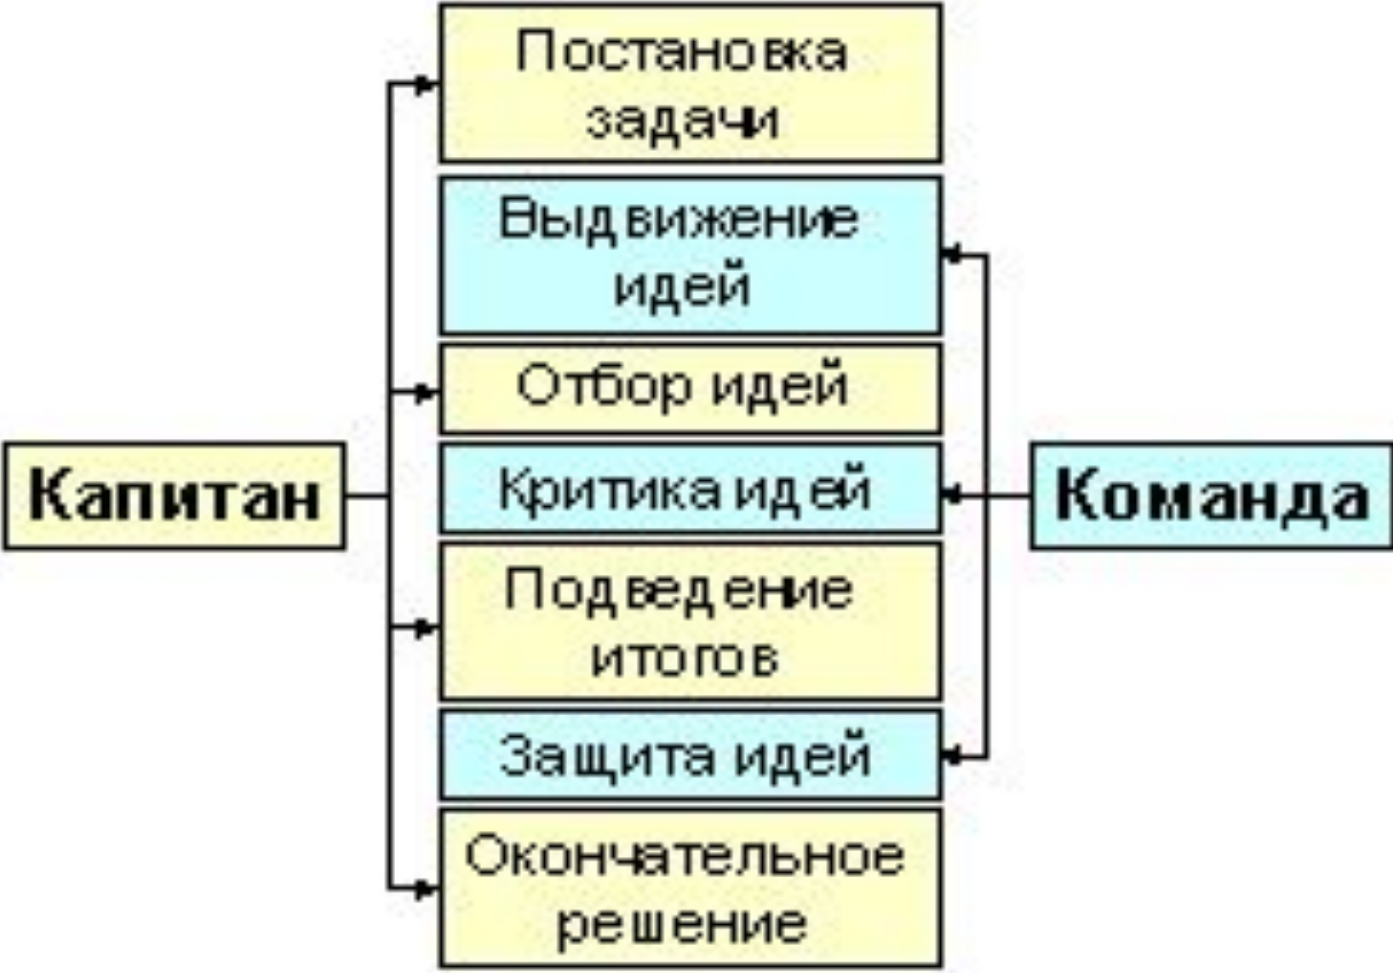 Постановка
задачи
Выдвижение
идей
Отбор идей
Капитан
Критика идей
Команда
Подведение
итогов
Защита идей
Окончательное
решение